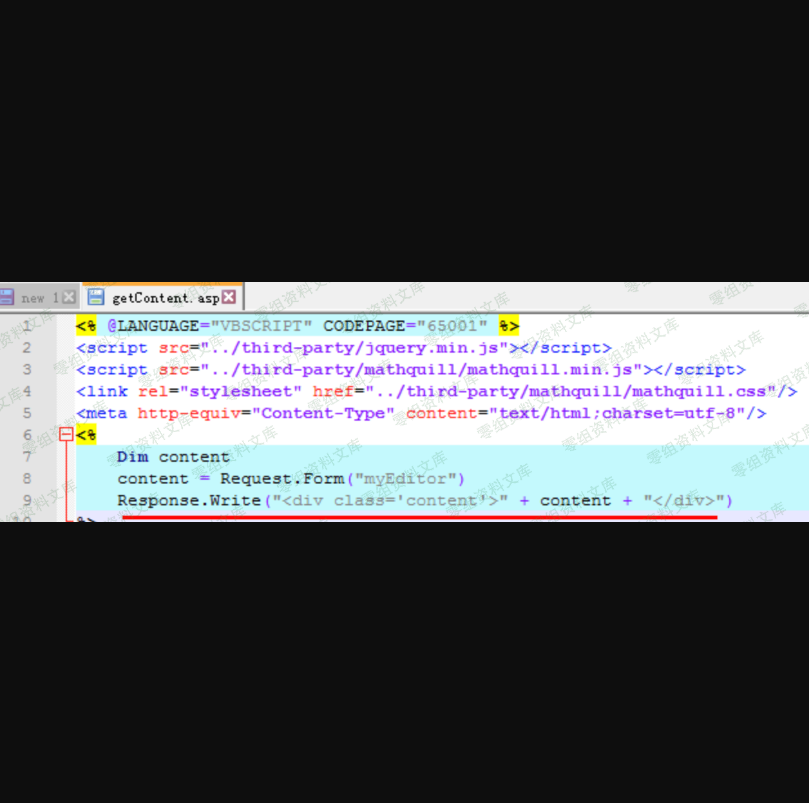 new 1 getContent.asp
1 <% @LANGUAGE="VBSCRIPT" CODEPAGE="65001" %>
2 <script src="../third-party/jquery.min.js"></script>
3 <script src="../third-party/mathquill/mathquill.min.js"></script>
4 <link rel="stylesheet" href="../third-party/mathquill/mathquill.css"/>
5 <meta http-equiv="Content-Type" content="text/html;charset=utf-8"/>
6 <%
7 Dim content
8 content = Request.Form("myEditor")
9 Response.Write("<div class='content'>" + content + "</div>")
10 %>
零组资料文库